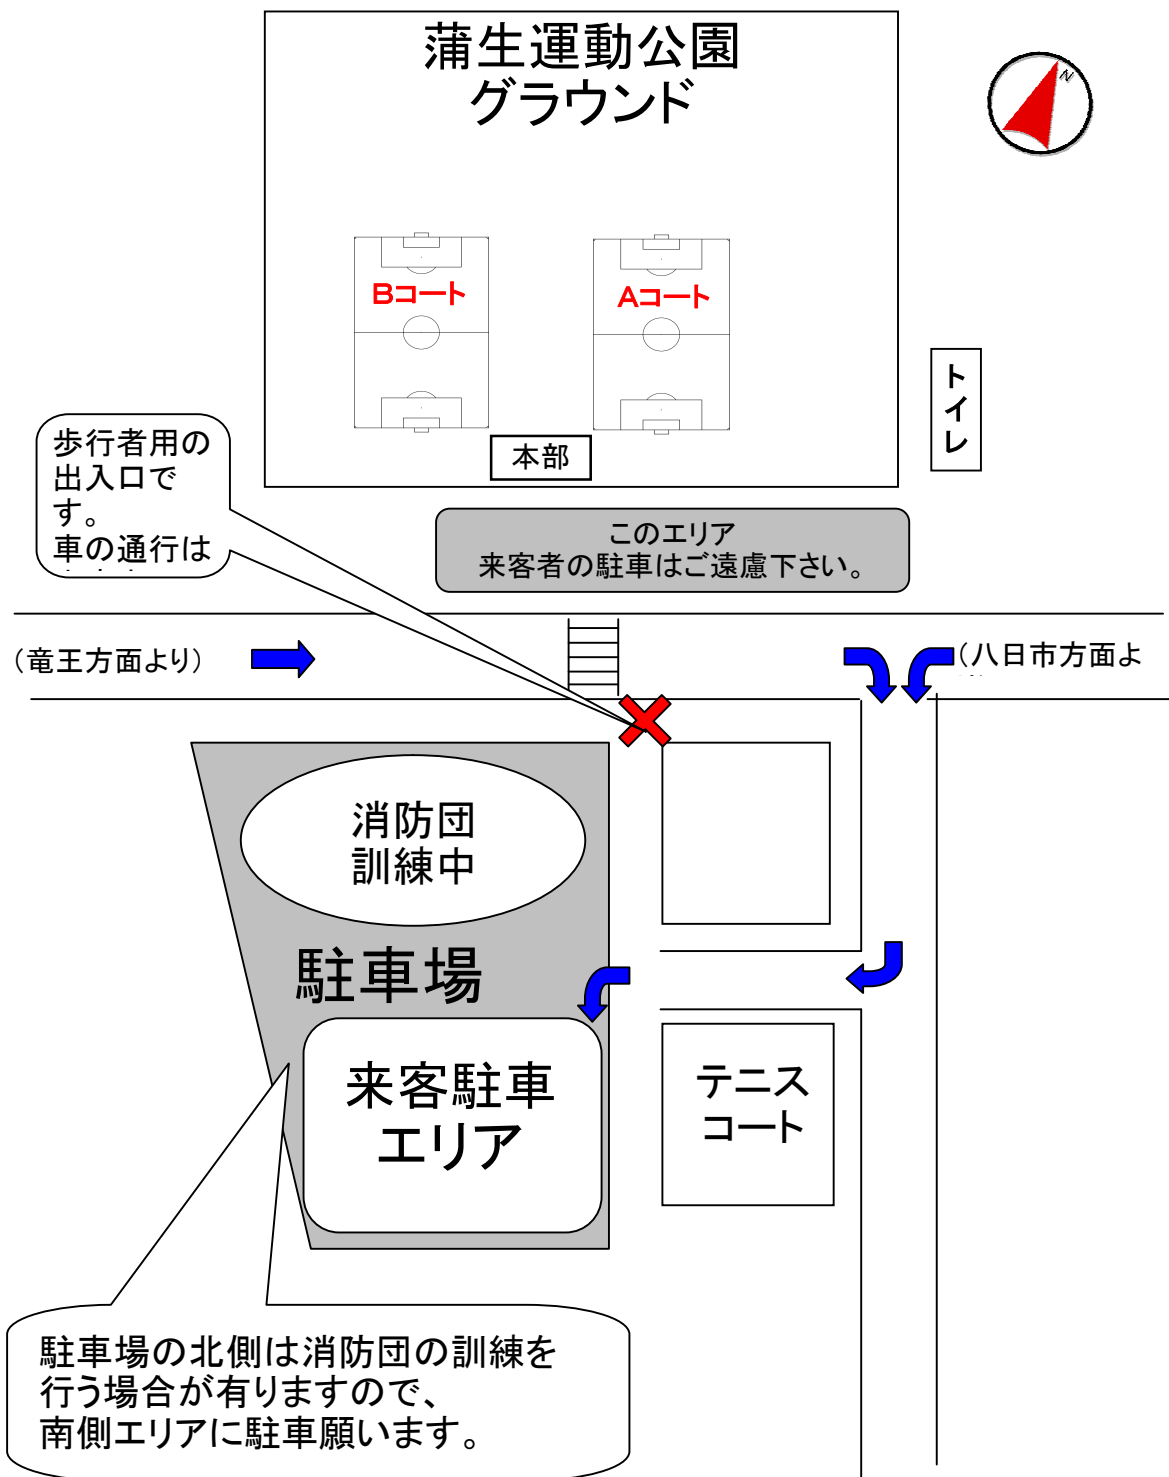 蒲生運動公園
グラウンド
N
Bコート
Aコート
トイレ
本部
歩行者用の
出入口で
す。
車の通行は
このエリア
来客者の駐車はご遠慮下さい。
(竜王方面より)
(八日市方面よ
消防団
訓練中
駐車場
来客駐車
エリア
テニス
コート
駐車場の北側は消防団の訓練を
行う場合が有りますので、
南側エリアに駐車願います。